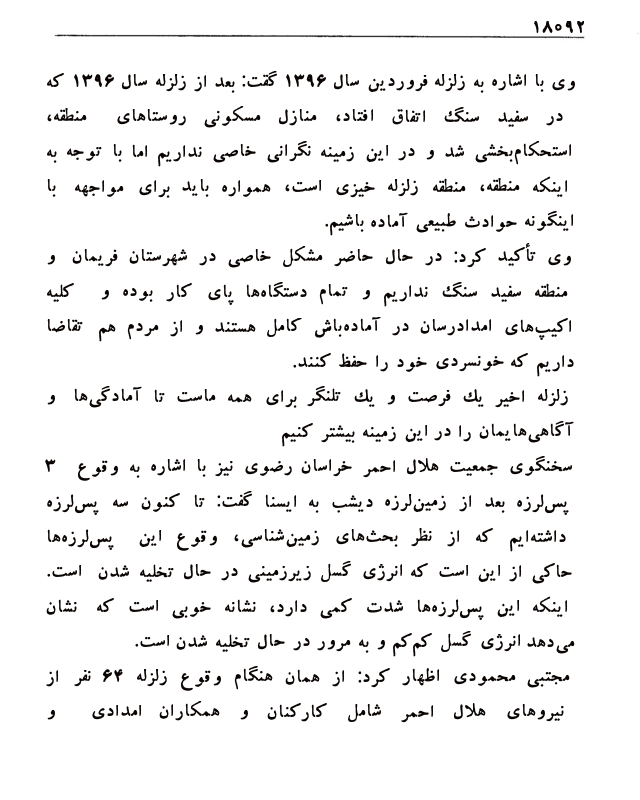 ۱۸۰۹۲
وی با اشاره به زلزله فروردین سال ۱۳۹۶ گفت: بعد از زلزله سال ۱۳۹۶ که
در سفید سنگ اتفاق افتاد، منازل مسکونی روستاهای منطقه،
استحکام‌بخشی شد و در این زمینه نگرانی خاصی نداریم اما با توجه به
اینکه منطقه، منطقه زلزله خیزی است، همواره باید برای مواجهه با
اینگونه حوادث طبیعی آماده باشیم.
وی تأکید کرد: در حال حاضر مشکل خاصی در شهرستان فریمان و
منطقه سفید سنگ نداریم و تمام دستگاه‌ها پای کار بوده و کلیه
اکیپ‌های امدادرسان در آماده‌باش کامل هستند و از مردم هم تقاضا
داریم که خونسردی خود را حفظ کنند.
زلزله اخیر یك فرصت و یك تلنگر برای همه ماست تا آمادگی‌ها و
آگاهی‌هایمان را در این زمینه بیشتر کنیم
سخنگوی جمعیت هلال احمر خراسان رضوی نیز با اشاره به وقوع ۳
پس‌لرزه بعد از زمین‌لرزه دیشب به ایسنا گفت: تا کنون سه پس‌لرزه
داشته‌ایم که از نظر بحث‌های زمین‌شناسی، وقوع این پس‌لرزه‌ها
حاکی از این است که انرژی گسل زیرزمینی در حال تخلیه شدن است.
اینکه این پس‌لرزه‌ها شدت کمی دارد، نشانه خوبی است که نشان
می‌دهد انرژی گسل کم‌کم و به مرور در حال تخلیه شدن است.
مجتبی محمودی اظهار کرد: از همان هنگام وقوع زلزله ۶۴ نفر از
نیروهای هلال احمر شامل کارکنان و همکاران امدادی و